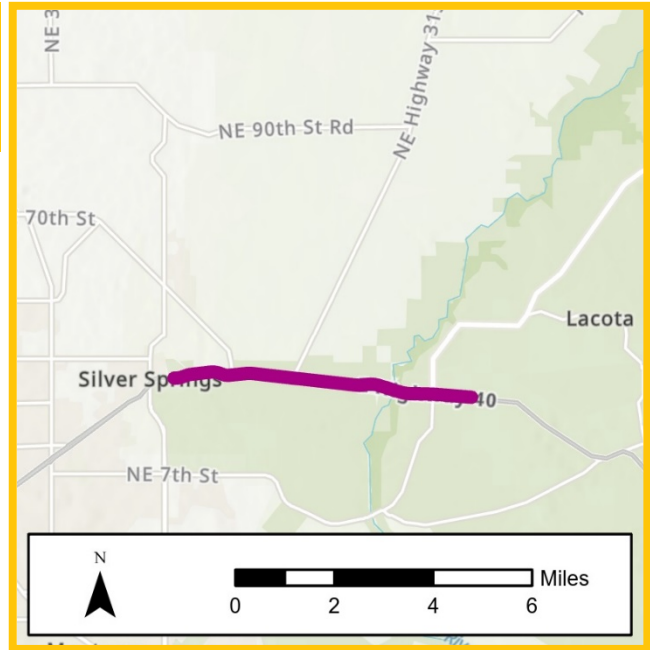 NE 3
NE Highway 31
NE 90th St Rd
70th St
Lacota
Silver Springs
Highway 40
NE 7th St
N
Miles
0 2 4 6